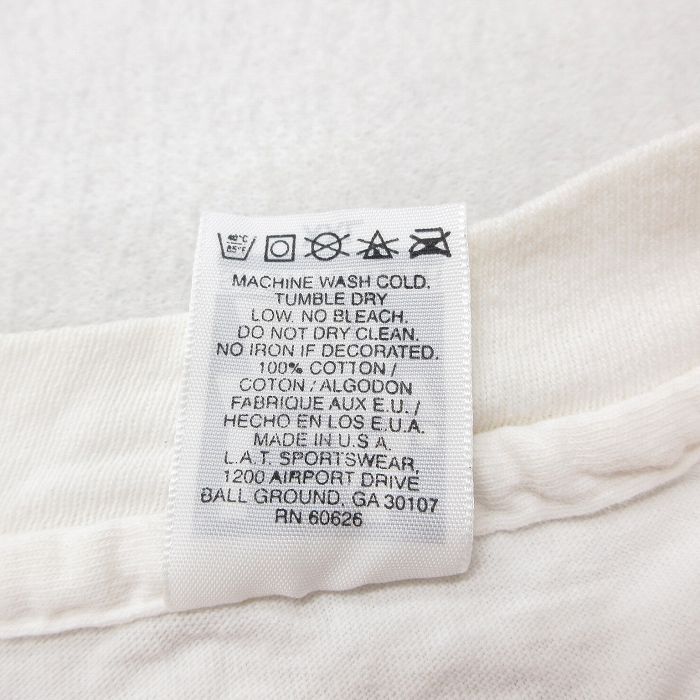 40°C
MACHINE WASH COLD.
TUMBLE DRY
LOW. NO BLEACH.
DO NOT DRY CLEAN.
NO IRON IF DECORATED.
100% COTTON /
COTON / ALGODON
FABRIQUE AUX E.U. /
HECHO EN LOS E.U.A.
MADE IN U.S.A.
L.A.T. SPORTSWEAR,
1200 AIRPORT DRIVE
BALL GROUND, GA 30107
RN 60626